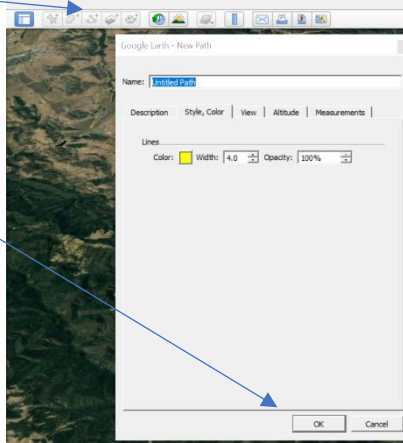 Google Earth - New Path
Name: Untitled Path
Description Style, Color View Altitude Measurements
Lines
Color: Width: 4.0 Opacity: 100%
OK Cancel